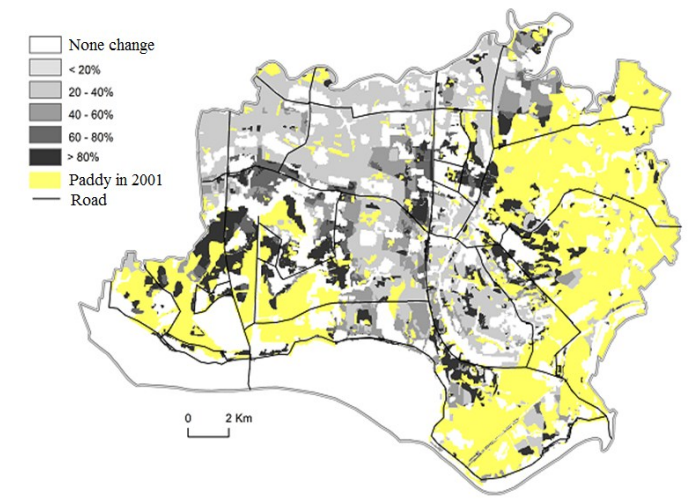 None change
< 20%
20 - 40%
40 - 60%
60 - 80%
> 80%
Paddy in 2001
Road
0 2 Km